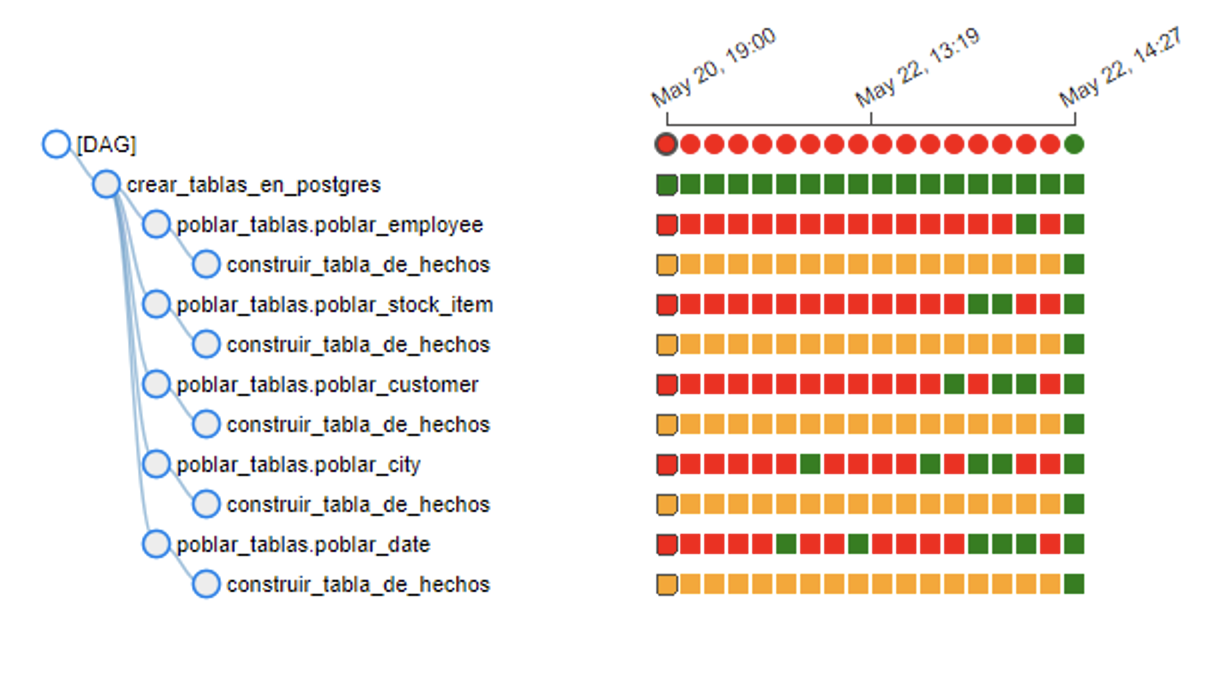 May 20, 19:00
May 22, 13:19
May 22, 14:27
[DAG]
crear_tablas_en_postgres
poblar_tablas.poblar_employee
construir_tabla_de_hechos
poblar_tablas.poblar_stock_item
construir_tabla_de_hechos
poblar_tablas.poblar_customer
construir_tabla_de_hechos
poblar_tablas.poblar_city
construir_tabla_de_hechos
poblar_tablas.poblar_date
construir_tabla_de_hechos